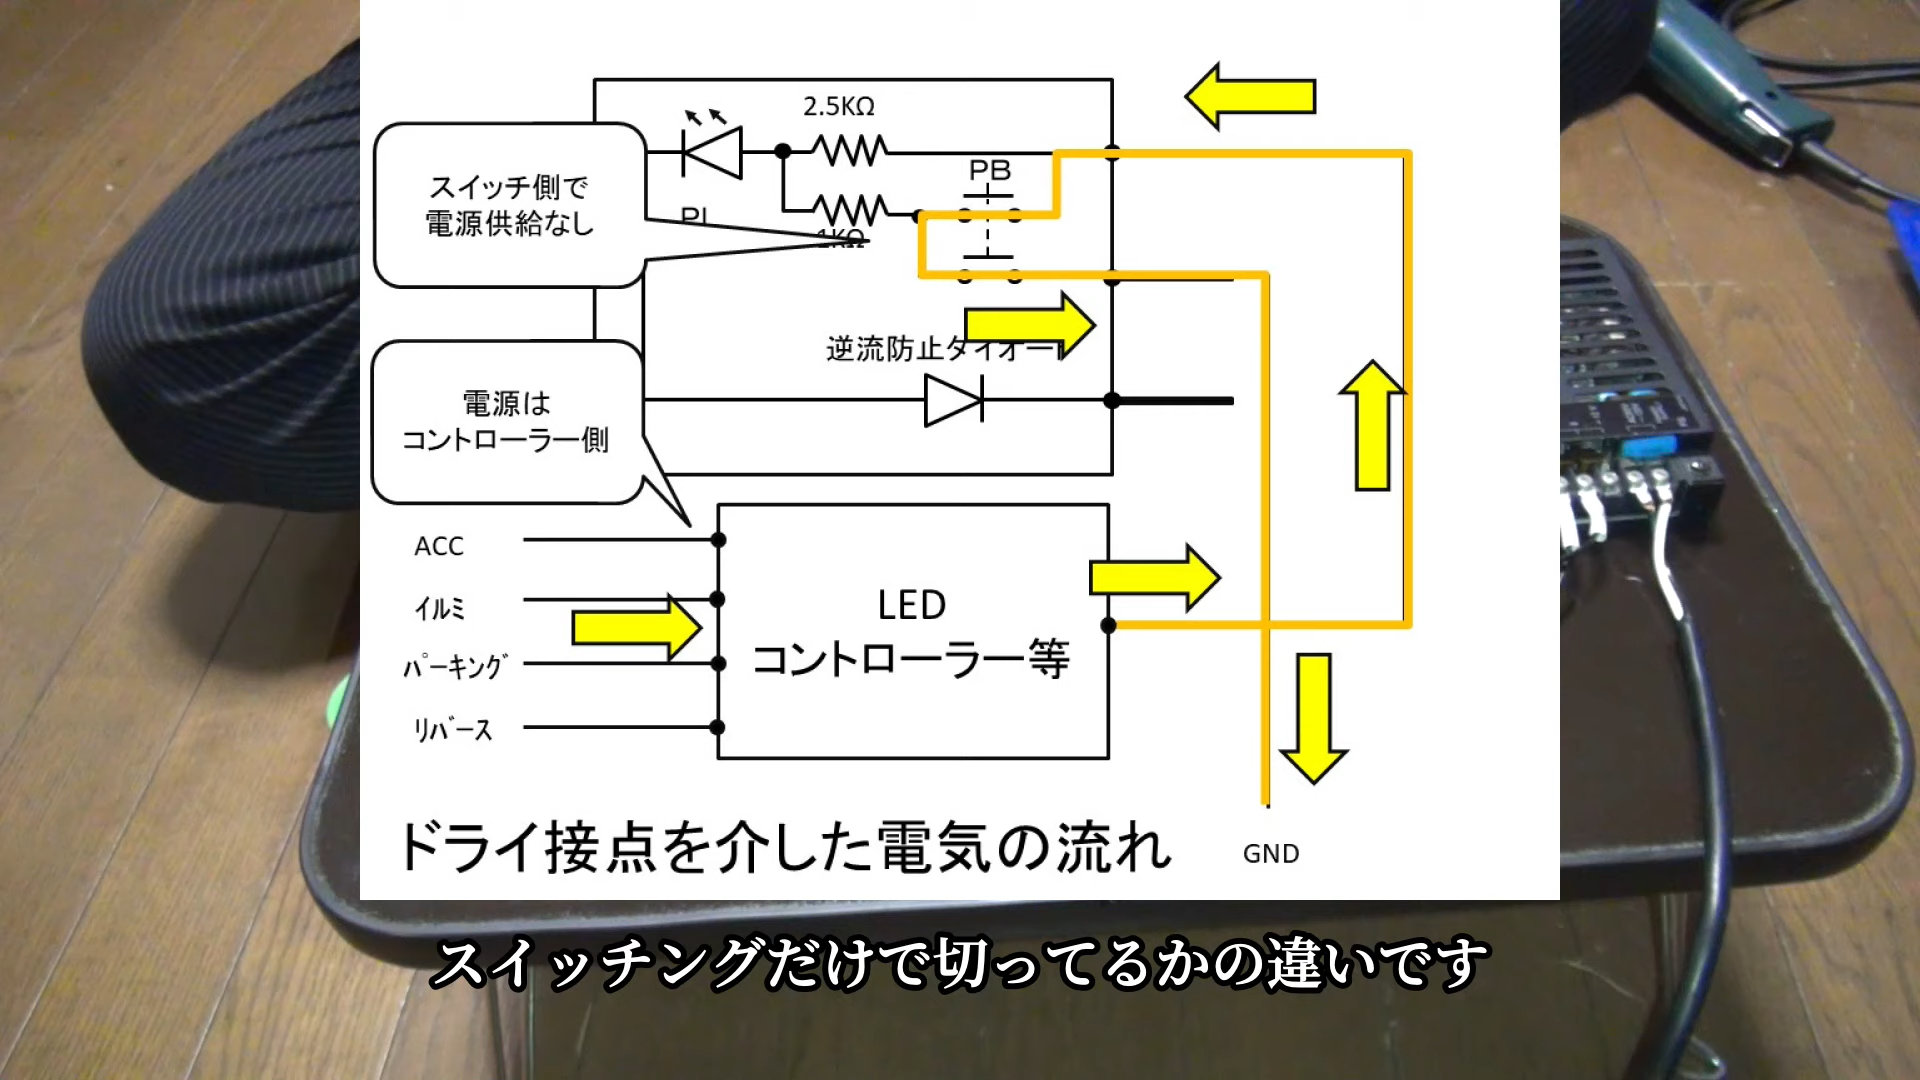 2.5KΩ
PB
スイッチ側で
電源供給なし
PL
1KΩ
逆流防止ダイオード
電源は
コントローラー側
ACC
イルミ
ﾊﾟｰｷﾝｸﾞ
ﾘﾊﾞｰｽ
LED
コントローラー等
ドライ接点を介した電気の流れ
GND
スイッチングだけで切ってるかの違いです